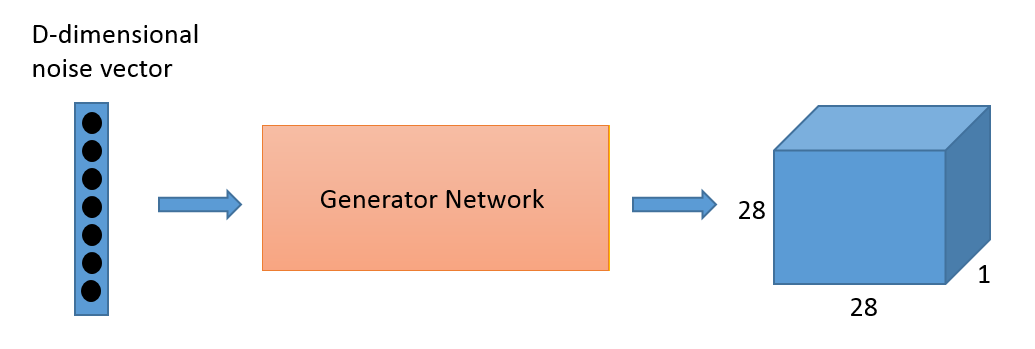 D-dimensional
noise vector
Generator Network
28
28
1